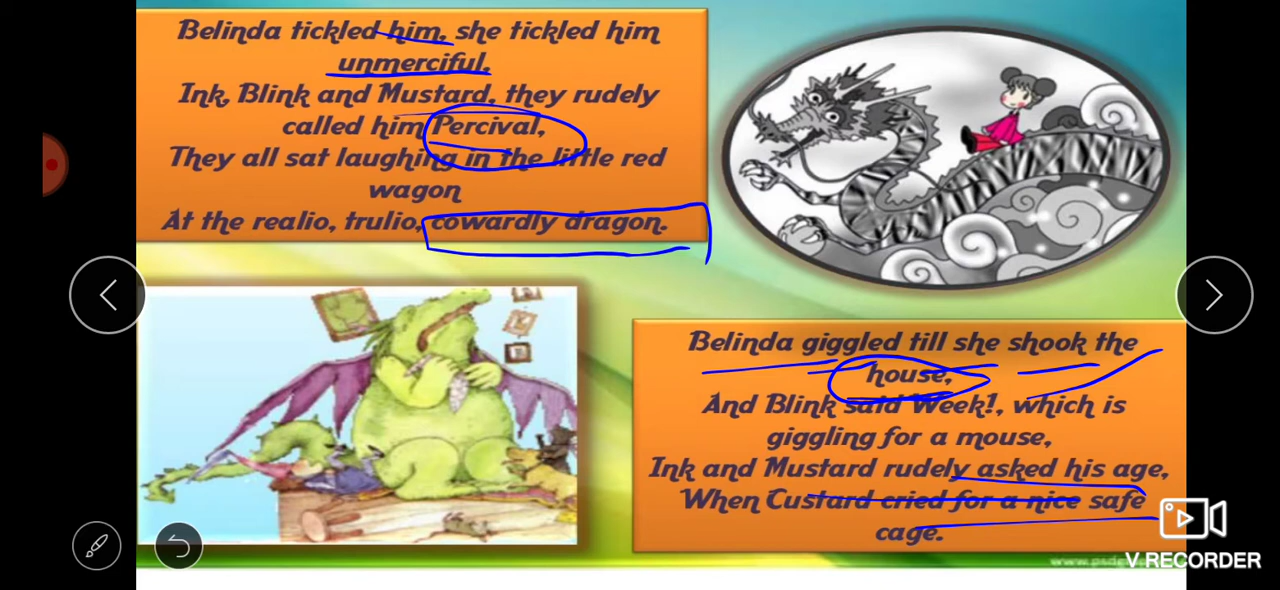 Belinda tickled him, she tickled him
unmerciful,
Ink, Blink and Mustard, they rudely
called him Percival,
They all sat laughing in the little red
wagon
At the realio, trulio, cowardly dragon.
Belinda giggled till she shook the
house,
And Blink said Week!, which is
giggling for a mouse,
Ink and Mustard rudely asked his age,
When Custard cried for a nice safe
cage.
V RECORDER